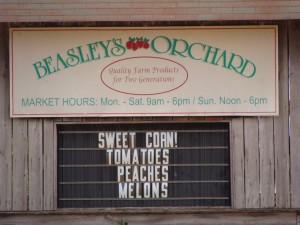 BEASLEY'S ORCHARD
Quality Farm Products
for Two Generations
MARKET HOURS: Mon. - Sat. 9am - 6pm / Sun. Noon - 6pm
SWEET CORN!
TOMATOES
PEACHES
MELONS